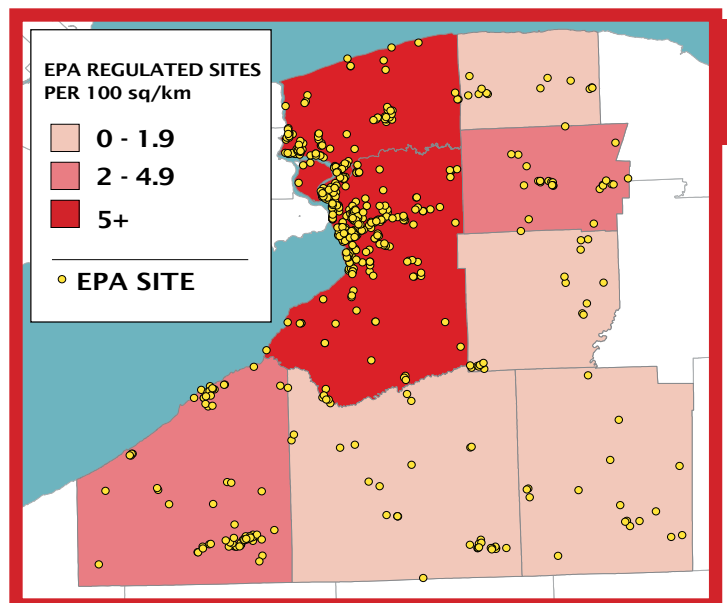 EPA REGULATED SITES
PER 100 sq/km
0 - 1.9
2 - 4.9
5+
EPA SITE